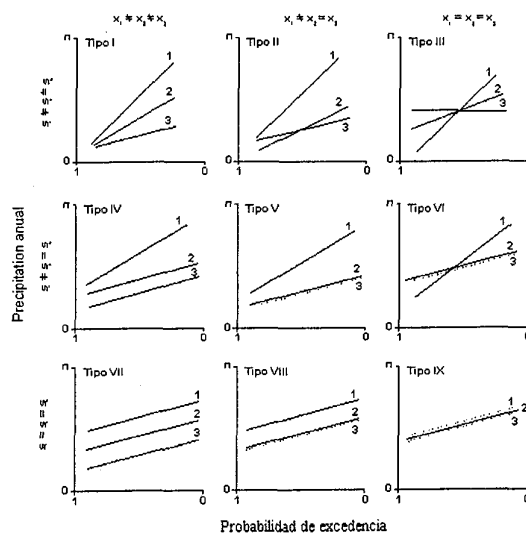 x₁ ≠ x₂ ≠ x₃
x₁ ≠ x₂ = x₃
x₁ = x₂ = x₃
n
Tipo I
1
2
3
0
1
0
n
Tipo II
1
2
3
0
1
0
n
Tipo III
1
2
3
0
1
0
n
Tipo IV
1
2
3
0
1
0
n
Tipo V
1
2
3
0
1
0
n
Tipo VI
1
2
3
0
1
0
n
Tipo VII
1
2
3
0
1
0
n
Tipo VIII
1
2
3
0
1
0
n
Tipo IX
1
2
3
0
1
0
Precipitation anual
Probabilidad de excedencia